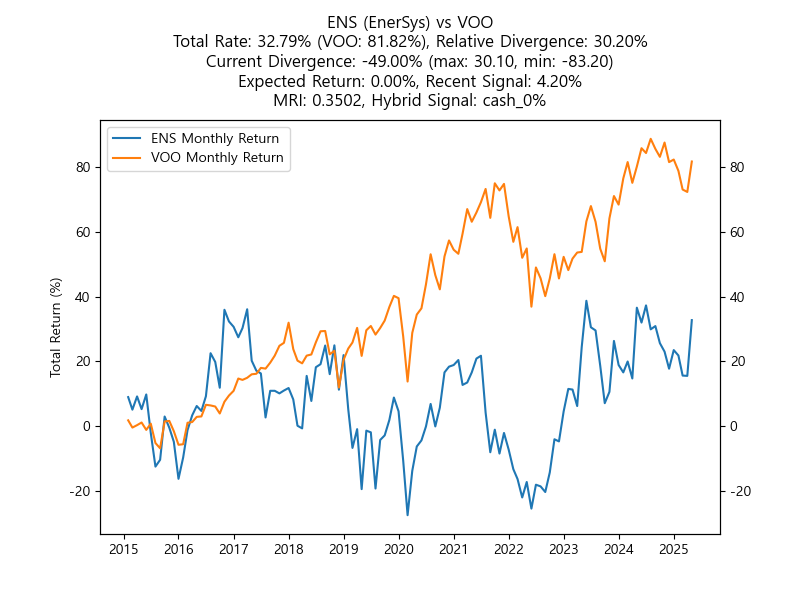 ENS (EnerSys) vs VOO
Total Rate: 32.79% (VOO: 81.82%), Relative Divergence: 30.20%
Current Divergence: -49.00% (max: 30.10, min: -83.20)
Expected Return: 0.00%, Recent Signal: 4.20%
MRI: 0.3502, Hybrid Signal: cash_0%
ENS Monthly Return
VOO Monthly Return
Total Return (%)
80
60
40
20
0
-20
80
60
40
20
0
-20
2015 2016 2017 2018 2019 2020 2021 2022 2023 2024 2025